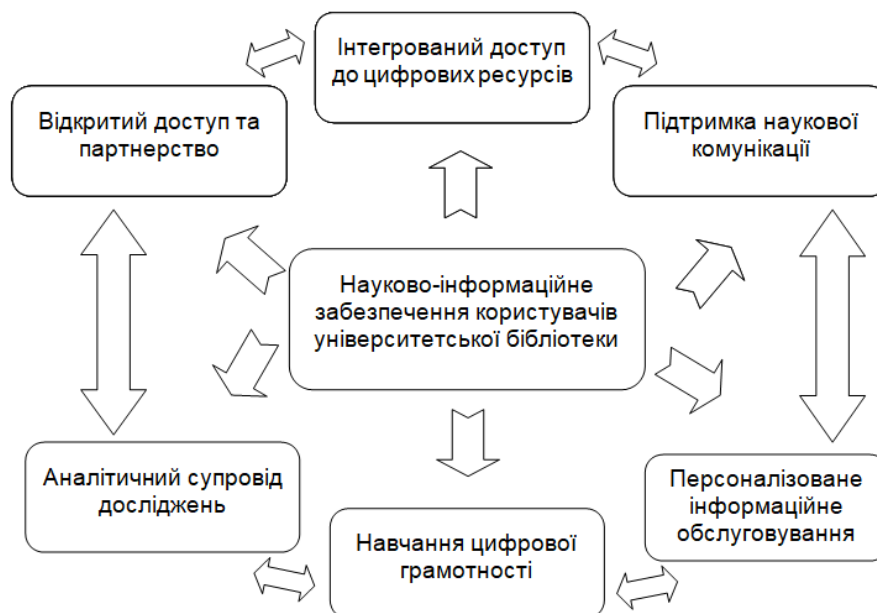 Інтегрований доступ
до цифрових ресурсів
Відкритий доступ та
партнерство
Підтримка наукової
комунікації
Науково-інформаційне
забезпечення користувачів
університетської бібліотеки
Аналітичний супровід
досліджень
Персоналізоване
інформаційне
обслуговування
Навчання цифрової
грамотності